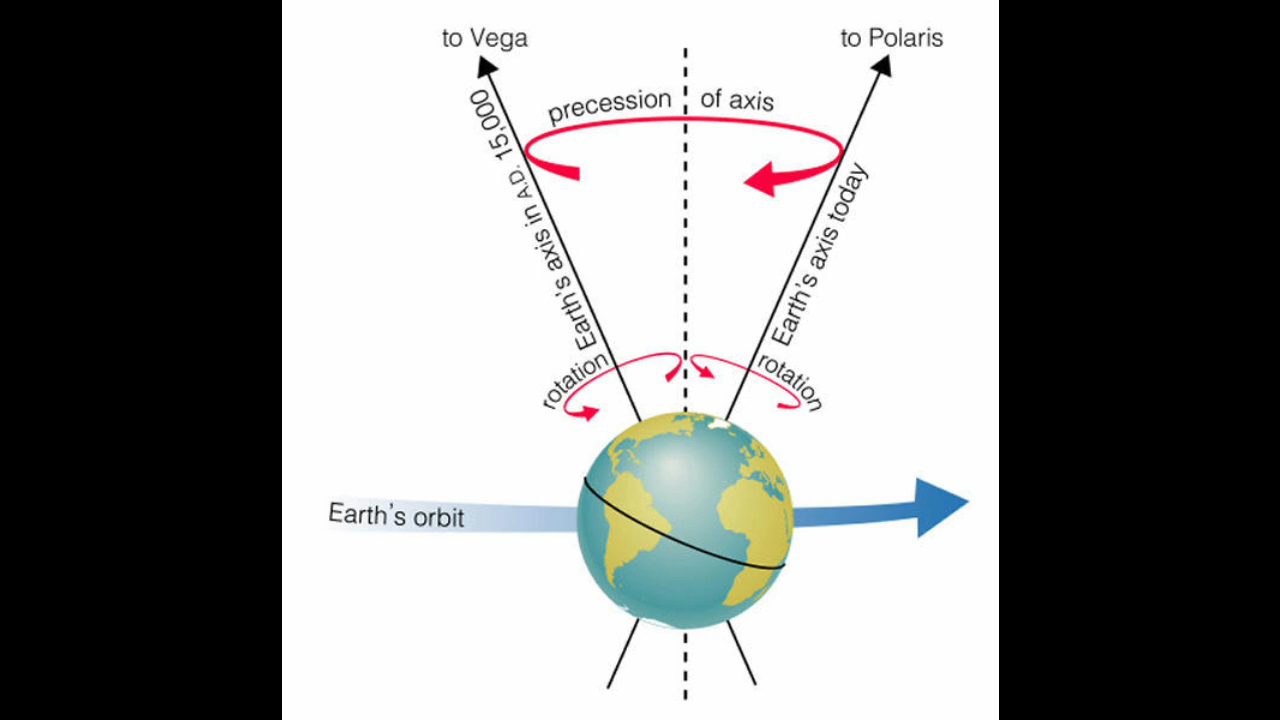 to Vega
to Polaris
precession of axis
Earth's axis in A.D. 15,000
Earth's axis today
rotation
rotation
Earth's orbit